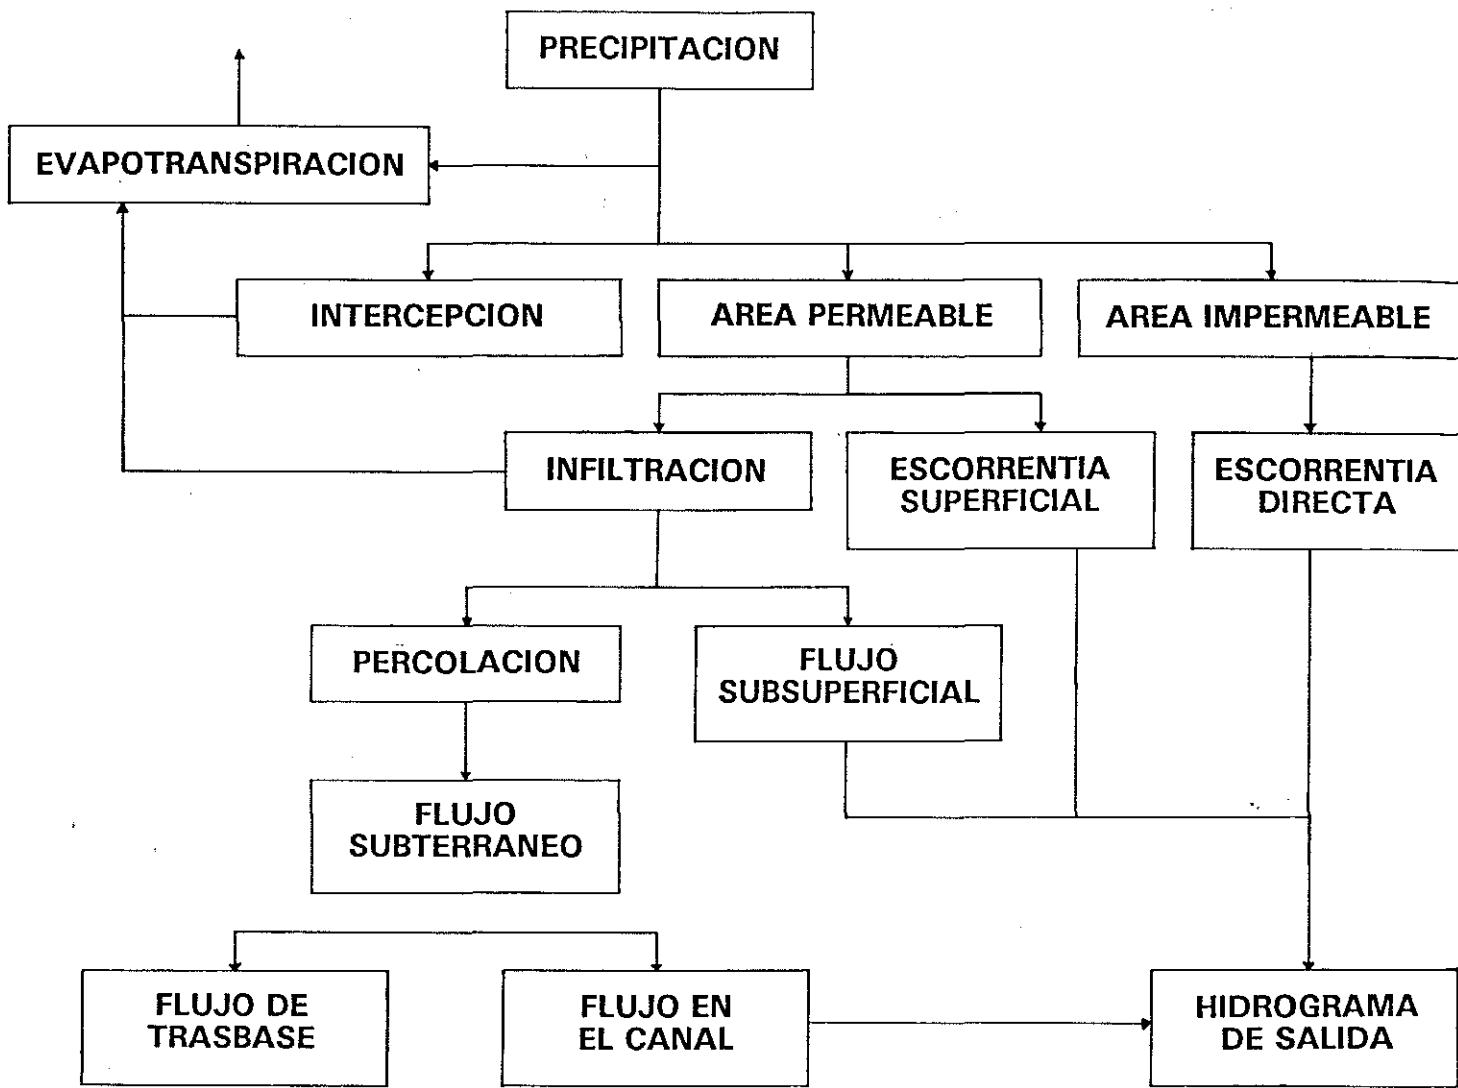 PRECIPITACION
EVAPOTRANSPIRACION
INTERCEPCION
AREA PERMEABLE
AREA IMPERMEABLE
INFILTRACION
ESCORRENTIA
SUPERFICIAL
ESCORRENTIA
DIRECTA
PERCOLACION
FLUJO
SUBSUPERFICIAL
FLUJO
SUBTERRANEO
FLUJO DE
TRASBASE
FLUJO EN
EL CANAL
HIDROGRAMA
DE SALIDA